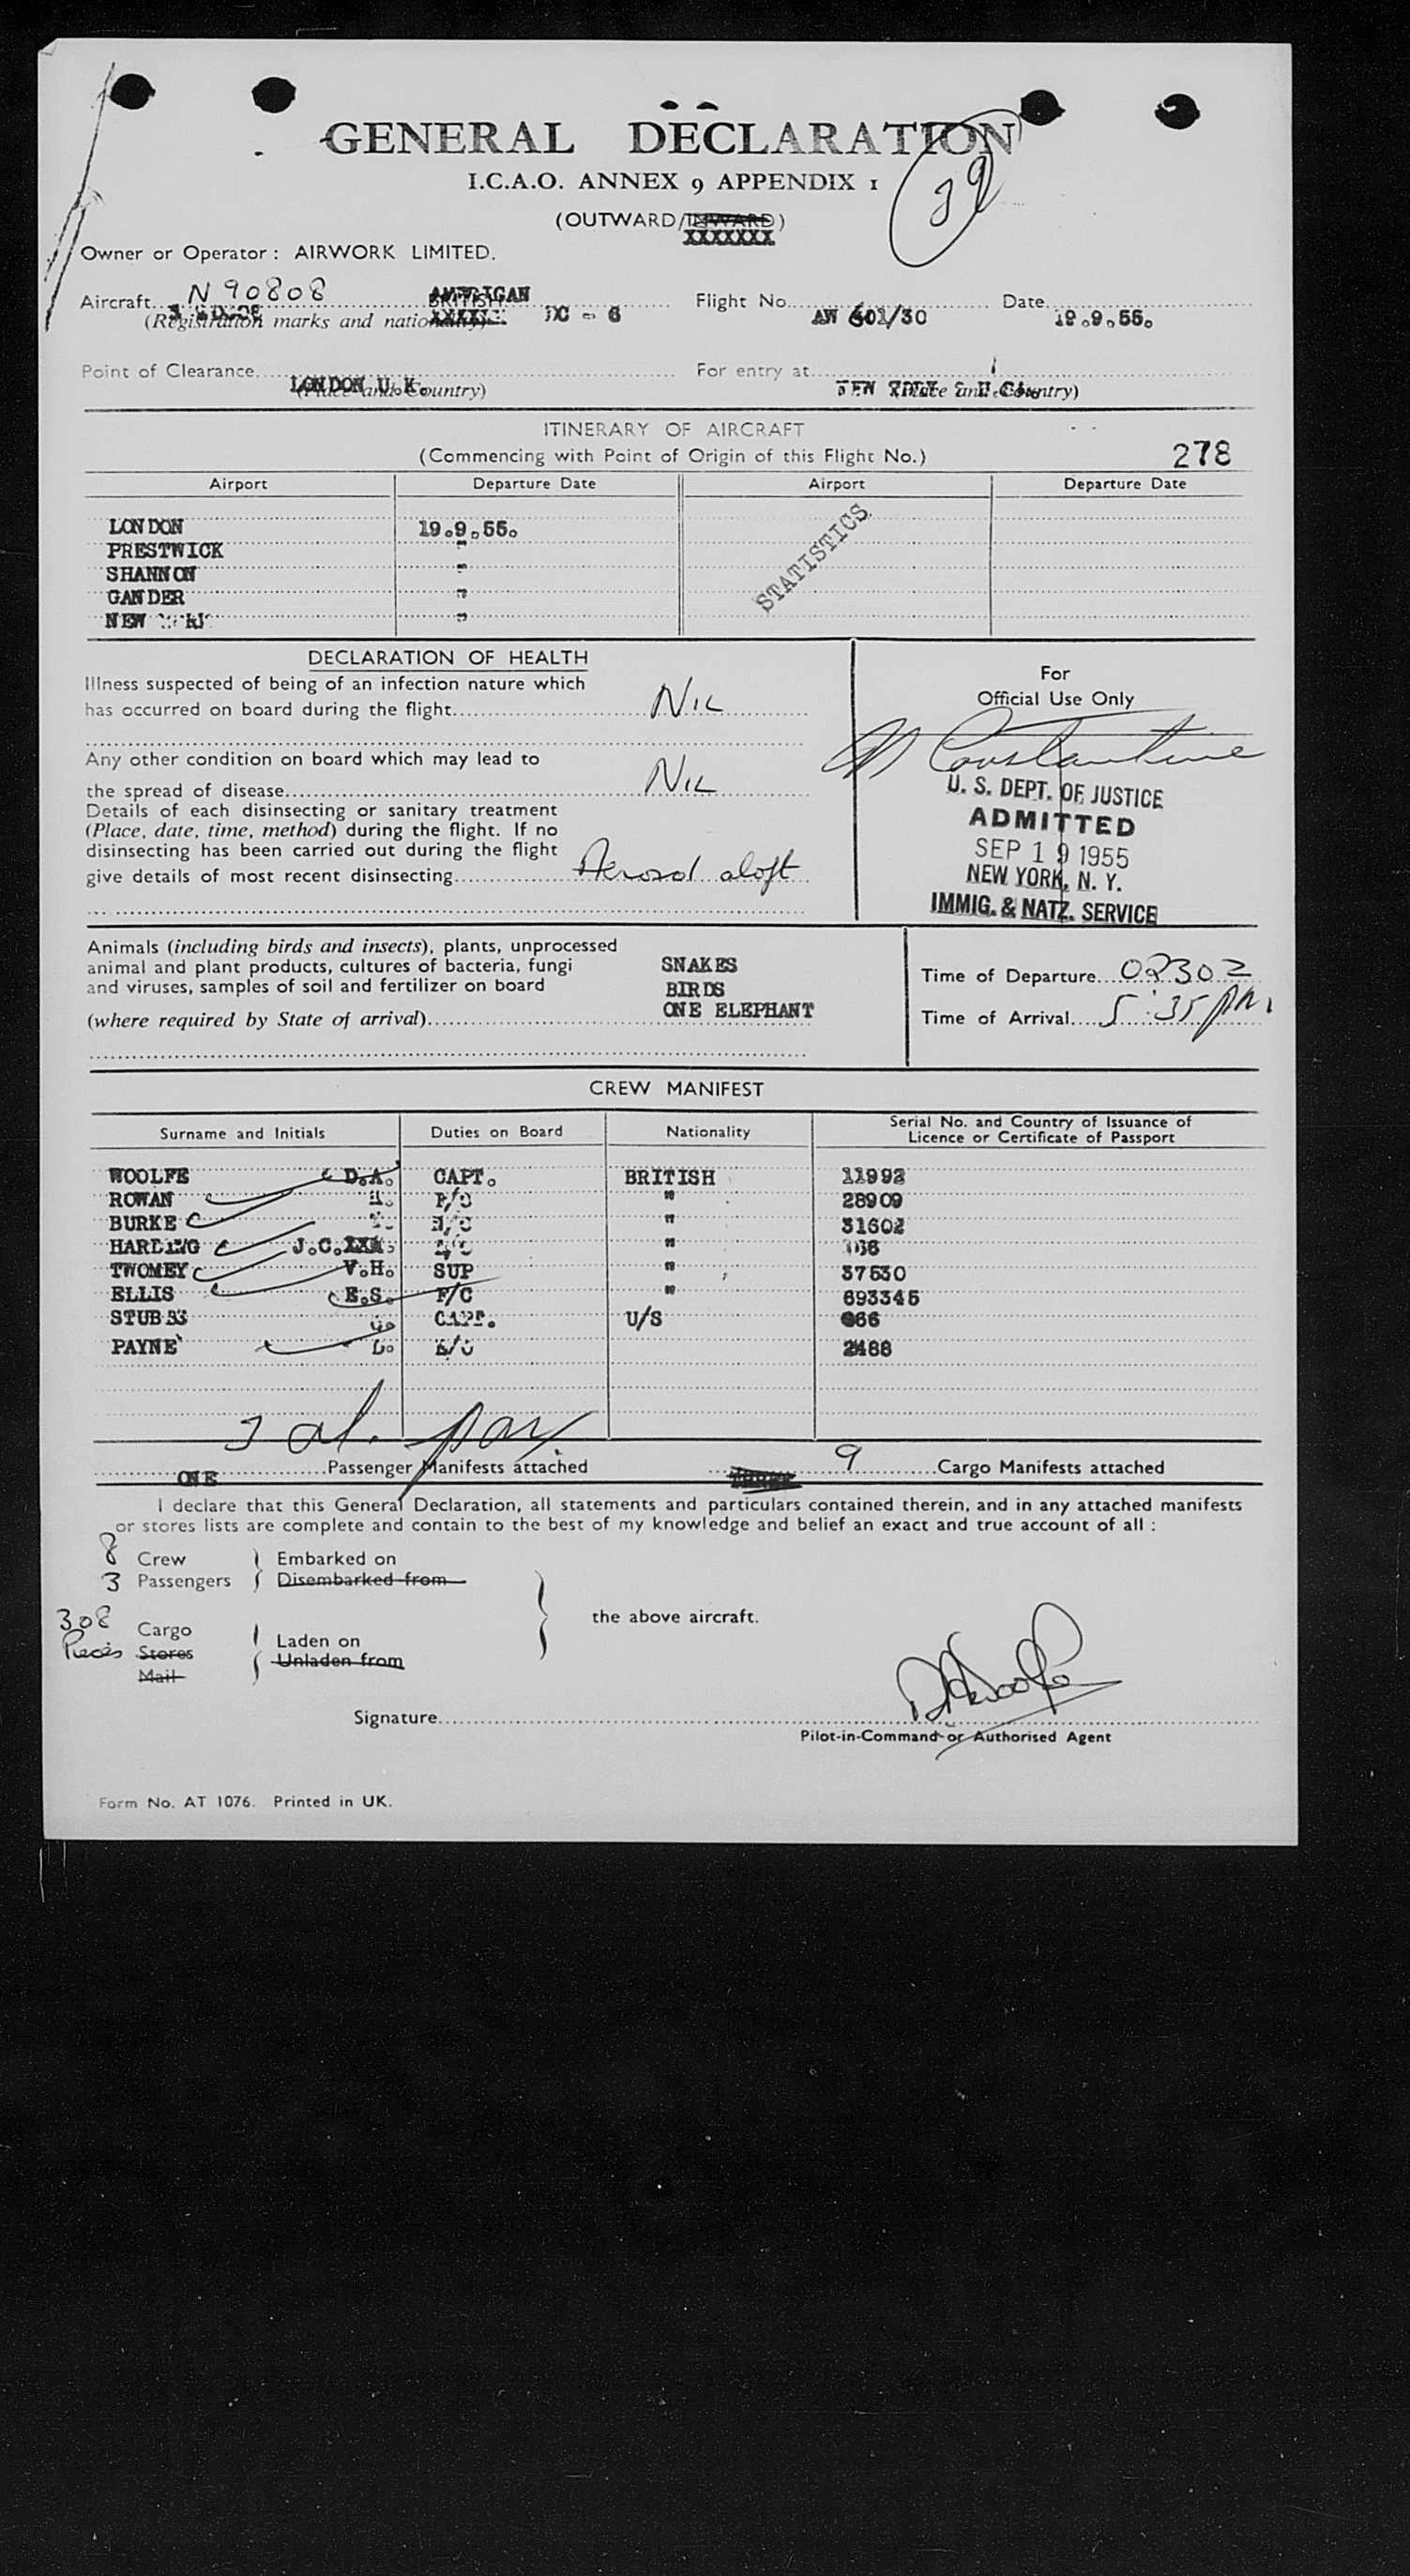 GENERAL DECLARATION
I.C.A.O. ANNEX 9 APPENDIX 1
39
(OUTWARD/INWARD)
XXXXXXX
Owner or Operator: AIRWORK LIMITED.
Aircraft N90808 AMERICAN DC - 6 Flight No. AW 601/30 Date 19.9.55.
(Registration marks and nationality)
Point of Clearance LONDON U.K. For entry at
(Place and Country) (Place and Country)
ITINERARY OF AIRCRAFT
(Commencing with Point of Origin of this Flight No.) 278
Airport Departure Date Airport Departure Date
LONDON 19.9.55.
PRESTWICK "
SHANNON "
GANDER "
NEW YORK "
STATISTICS
DECLARATION OF HEALTH
Illness suspected of being of an infection nature which
has occurred on board during the flight NIL
Any other condition on board which may lead to
the spread of disease NIL
Details of each disinsecting or sanitary treatment
(Place, date, time, method) during the flight. If no
disinsecting has been carried out during the flight
give details of most recent disinsecting Aerosol aloft
For
Official Use Only
Constantine
U. S. DEPT. OF JUSTICE
ADMITTED
SEP 19 1955
NEW YORK, N. Y.
IMMIG. & NATZ. SERVICE
Animals (including birds and insects), plants, unprocessed
animal and plant products, cultures of bacteria, fungi SNAKES
and viruses, samples of soil and fertilizer on board BIRDS
(where required by State of arrival) ONE ELEPHANT
Time of Departure 0230Z
Time of Arrival 5:35 pm.
CREW MANIFEST
Surname and Initials Duties on Board Nationality Serial No. and Country of Issuance of Licence or Certificate of Passport
WOOLFE D.A. CAPT. BRITISH 11992
ROWAN " 28909
BURKE " 31602
HARDING J.C. "
TWOMEY V.H. SUP " 37530
ELLIS E.S. F/C " 693345
STUBBS CAPT. U/S 666
PAYNE 2488
3 al. pax
ONE Passenger Manifests attached 9 Cargo Manifests attached
I declare that this General Declaration, all statements and particulars contained therein, and in any attached manifests
or stores lists are complete and contain to the best of my knowledge and belief an exact and true account of all :
8 Crew Embarked on
3 Passengers Disembarked from
the above aircraft.
308 Cargo
Laden on
Pieces Stores
Unladen from
Mail
DAWoolfe
Signature
Pilot-in-Command or Authorised Agent
Form No. AT 1076. Printed in UK.